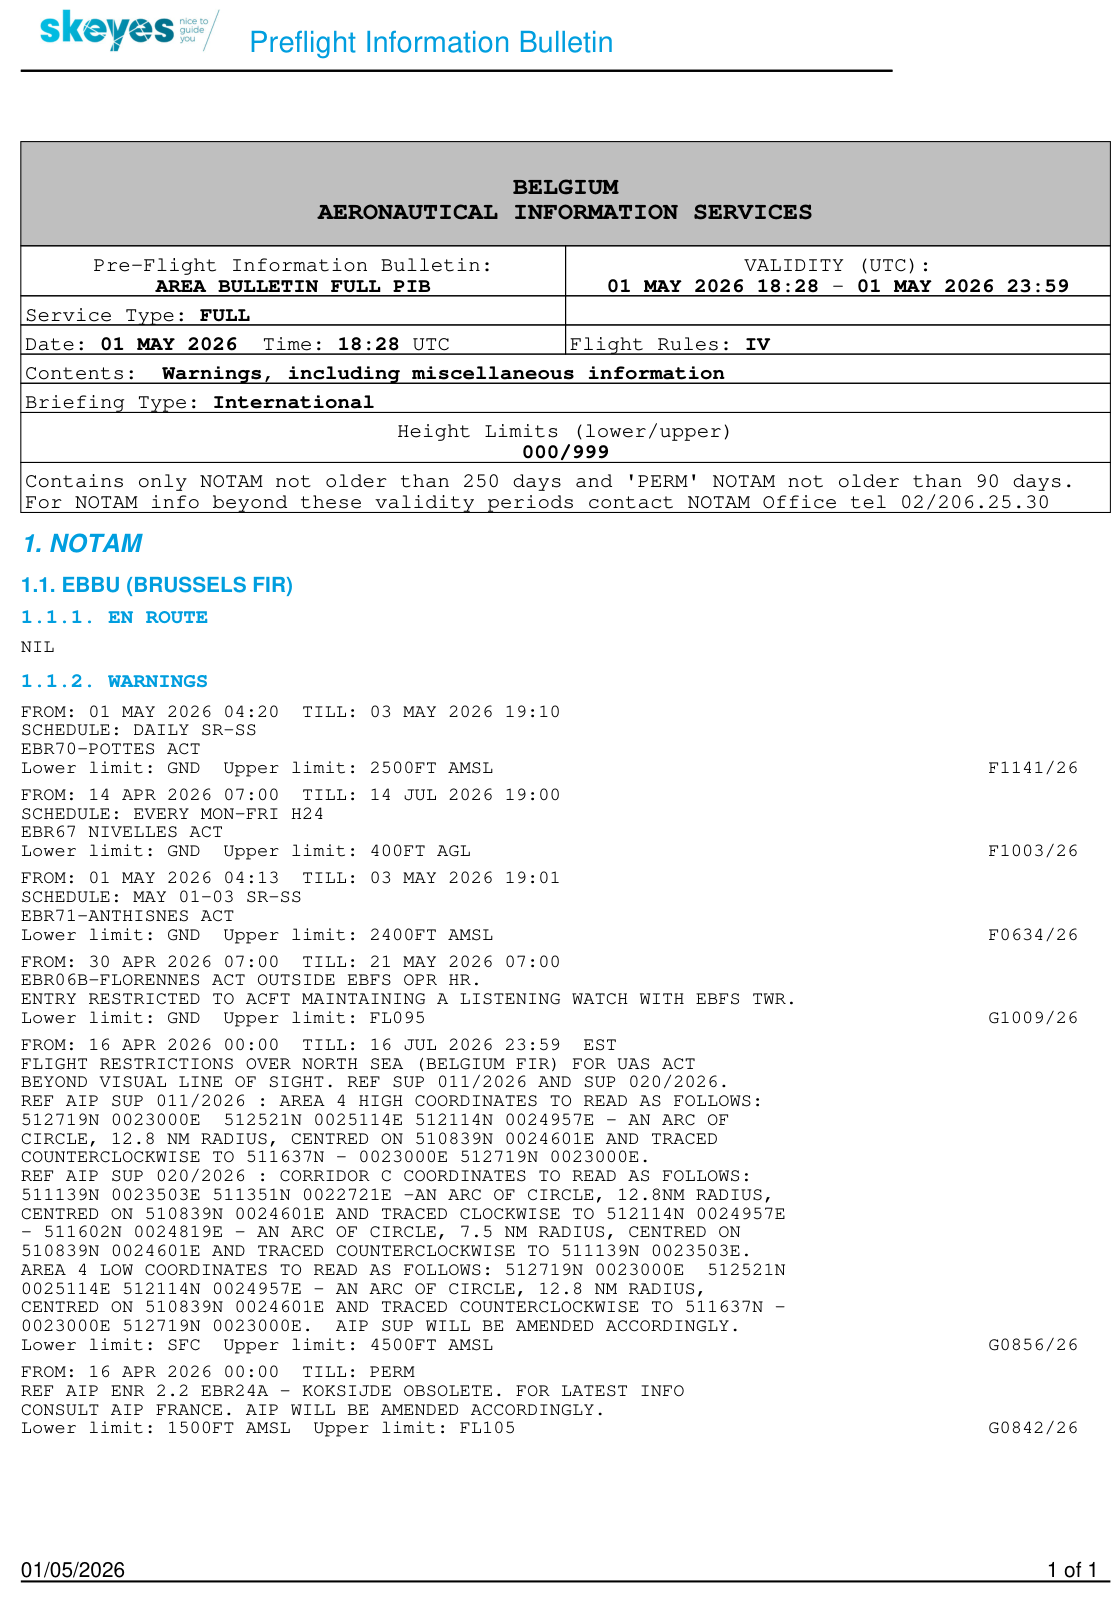 skeyes nice to guide you
Preflight Information Bulletin
BELGIUM
AERONAUTICAL INFORMATION SERVICES
Pre-Flight Information Bulletin:
AREA BULLETIN FULL PIB
VALIDITY (UTC):
01 MAY 2026 18:28 - 01 MAY 2026 23:59
Service Type: FULL
Date: 01 MAY 2026  Time: 18:28 UTC
Flight Rules: IV
Contents:  Warnings, including miscellaneous information
Briefing Type: International
Height Limits (lower/upper)
000/999
Contains only NOTAM not older than 250 days and 'PERM' NOTAM not older than 90 days.
For NOTAM info beyond these validity periods contact NOTAM Office tel 02/206.25.30
1. NOTAM
1.1. EBBU (BRUSSELS FIR)
1.1.1. EN ROUTE
NIL
1.1.2. WARNINGS
FROM: 01 MAY 2026 04:20  TILL: 03 MAY 2026 19:10
SCHEDULE: DAILY SR-SS
EBR70-POTTES ACT
Lower limit: GND  Upper limit: 2500FT AMSL F1141/26
FROM: 14 APR 2026 07:00  TILL: 14 JUL 2026 19:00
SCHEDULE: EVERY MON-FRI H24
EBR67 NIVELLES ACT
Lower limit: GND  Upper limit: 400FT AGL F1003/26
FROM: 01 MAY 2026 04:13  TILL: 03 MAY 2026 19:01
SCHEDULE: MAY 01-03 SR-SS
EBR71-ANTHISNES ACT
Lower limit: GND  Upper limit: 2400FT AMSL F0634/26
FROM: 30 APR 2026 07:00  TILL: 21 MAY 2026 07:00
EBR06B-FLORENNES ACT OUTSIDE EBFS OPR HR.
ENTRY RESTRICTED TO ACFT MAINTAINING A LISTENING WATCH WITH EBFS TWR.
Lower limit: GND  Upper limit: FL095 G1009/26
FROM: 16 APR 2026 00:00  TILL: 16 JUL 2026 23:59  EST
FLIGHT RESTRICTIONS OVER NORTH SEA (BELGIUM FIR) FOR UAS ACT
BEYOND VISUAL LINE OF SIGHT. REF SUP 011/2026 AND SUP 020/2026.
REF AIP SUP 011/2026 : AREA 4 HIGH COORDINATES TO READ AS FOLLOWS:
512719N 0023000E  512521N 0025114E 512114N 0024957E - AN ARC OF
CIRCLE, 12.8 NM RADIUS, CENTRED ON 510839N 0024601E AND TRACED
COUNTERCLOCKWISE TO 511637N - 0023000E 512719N 0023000E.
REF AIP SUP 020/2026 : CORRIDOR C COORDINATES TO READ AS FOLLOWS:
511139N 0023503E 511351N 0022721E -AN ARC OF CIRCLE, 12.8NM RADIUS,
CENTRED ON 510839N 0024601E AND TRACED CLOCKWISE TO 512114N 0024957E
- 511602N 0024819E - AN ARC OF CIRCLE, 7.5 NM RADIUS, CENTRED ON
510839N 0024601E AND TRACED COUNTERCLOCKWISE TO 511139N 0023503E.
AREA 4 LOW COORDINATES TO READ AS FOLLOWS: 512719N 0023000E  512521N
0025114E 512114N 0024957E - AN ARC OF CIRCLE, 12.8 NM RADIUS,
CENTRED ON 510839N 0024601E AND TRACED COUNTERCLOCKWISE TO 511637N -
0023000E 512719N 0023000E.  AIP SUP WILL BE AMENDED ACCORDINGLY.
Lower limit: SFC  Upper limit: 4500FT AMSL G0856/26
FROM: 16 APR 2026 00:00  TILL: PERM
REF AIP ENR 2.2 EBR24A - KOKSIJDE OBSOLETE. FOR LATEST INFO
CONSULT AIP FRANCE. AIP WILL BE AMENDED ACCORDINGLY.
Lower limit: 1500FT AMSL  Upper limit: FL105 G0842/26
01/05/2026 1 of 1